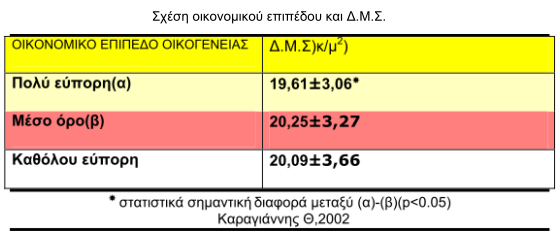 Σχέση οικονομικού επιπέδου και Δ.Μ.Σ.
ΟΙΚΟΝΟΜΙΚΟ ΕΠΙΠΕΔΟ ΟΙΚΟΓΕΝΕΙΑΣ Δ.Μ.Σ)κ/μ²)
Πολύ εύπορη(α) 19,61±3,06*
Μέσο όρο(β) 20,25±3,27
Καθόλου εύπορη 20,09±3,66
* στατιστικά σημαντική διαφορά μεταξύ (α)-(β)(p<0.05)
Καραγιάννης Θ,2002